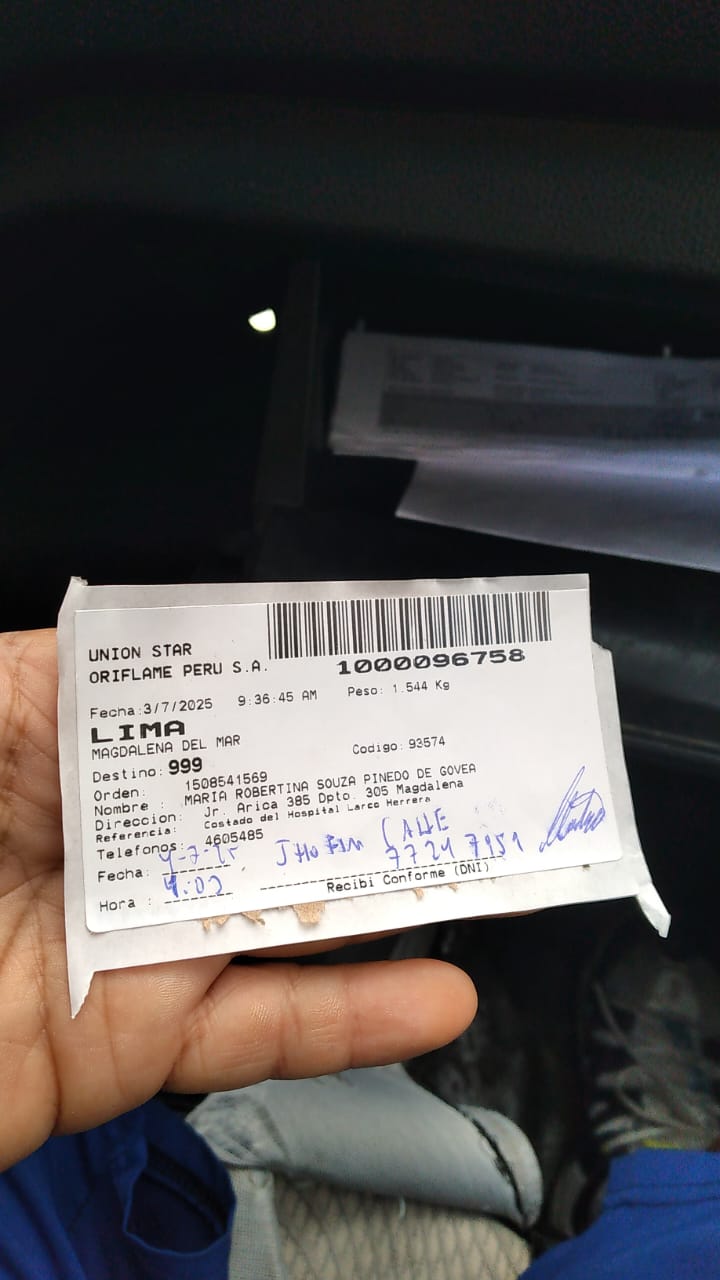 UNION STAR
ORIFLAME PERU S.A.
1000096758
Fecha:3/7/2025 9:36:45 AM Peso: 1.544 Kg
LIMA
MAGDALENA DEL MAR
Destino: 999 Codigo: 93574
Orden: 1508541569
Nombre : MARIA ROBERTINA SOUZA PINEDO DE GOVEA
Direccion: Jr. Arica 385 Dpto. 305 Magdalena
Referencia: Costado del Hospital Larco Herrera
Telefonos: 4605485
Fecha: 4-7-25 CALLE
Hora : 4:02
Recibi Conforme (DNI)